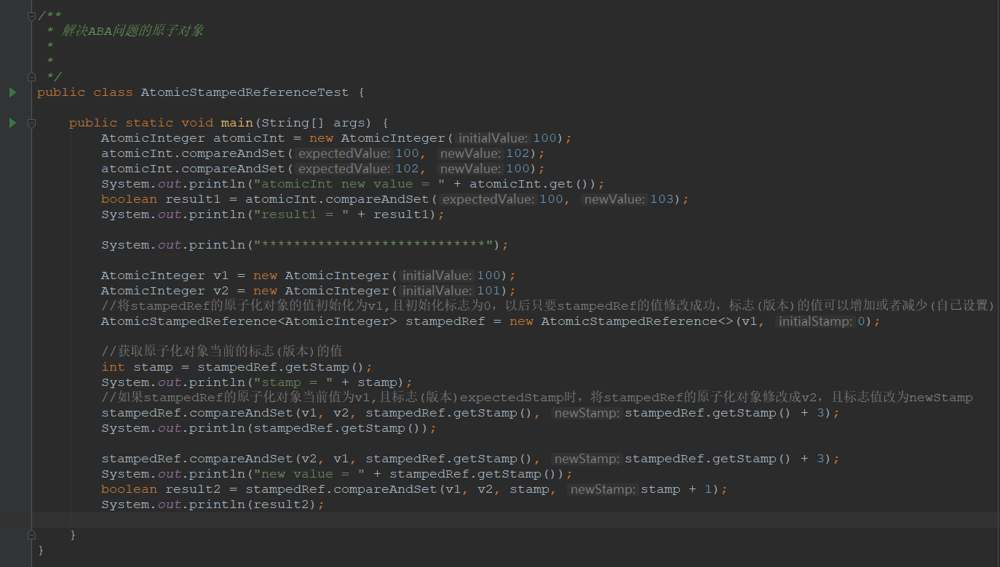 /**
 * 解决ABA问题的原子对象
 *
 *
 */
public class AtomicStampedReferenceTest {
    public static void main(String[] args) {
        AtomicInteger atomicInt = new AtomicInteger( initialValue: 100);
        atomicInt.compareAndSet( expectedValue: 100, newValue: 102);
        atomicInt.compareAndSet( expectedValue: 102, newValue: 100);
        System.out.println("atomicInt new value = " + atomicInt.get());
        boolean result1 = atomicInt.compareAndSet( expectedValue: 100, newValue: 103);
        System.out.println("result1 = " + result1);
        System.out.println("****************************");
        AtomicInteger v1 = new AtomicInteger( initialValue: 100);
        AtomicInteger v2 = new AtomicInteger( initialValue: 101);
        //将stampedRef的原子化对象的值初始化为v1,且初始化标志为0，以后只要stampedRef的值修改成功，标志(版本)的值可以增加或者减少(自己设置)
        AtomicStampedReference<AtomicInteger> stampedRef = new AtomicStampedReference<>(v1, initialStamp: 0);
        //获取原子化对象当前的标志(版本)的值
        int stamp = stampedRef.getStamp();
        System.out.println("stamp = " + stamp);
        //如果stampedRef的原子化对象当前值为v1,且标志(版本)expectedStamp时，将stampedRef的原子化对象修改成v2，且标志值改为newStamp
        stampedRef.compareAndSet(v1, v2, stampedRef.getStamp(), newStamp: stampedRef.getStamp() + 3);
        System.out.println(stampedRef.getStamp());
        stampedRef.compareAndSet(v2, v1, stampedRef.getStamp(), newStamp: stampedRef.getStamp() + 3);
        System.out.println("new value = " + stampedRef.getStamp());
        boolean result2 = stampedRef.compareAndSet(v1, v2, stamp, newStamp: stamp + 1);
        System.out.println(result2);
    }
}